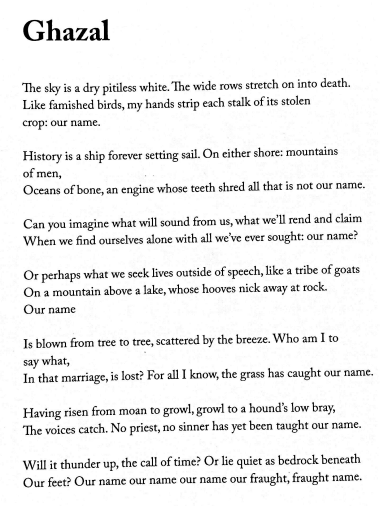 Ghazal
The sky is a dry pitiless white. The wide rows stretch on into death.
Like famished birds, my hands strip each stalk of its stolen
crop: our name.
History is a ship forever setting sail. On either shore: mountains
of men,
Oceans of bone, an engine whose teeth shred all that is not our name.
Can you imagine what will sound from us, what we'll rend and claim
When we find ourselves alone with all we've ever sought: our name?
Or perhaps what we seek lives outside of speech, like a tribe of goats
On a mountain above a lake, whose hooves nick away at rock.
Our name
Is blown from tree to tree, scattered by the breeze. Who am I to
say what,
In that marriage, is lost? For all I know, the grass has caught our name.
Having risen from moan to growl, growl to a hound's low bray,
The voices catch. No priest, no sinner has yet been taught our name.
Will it thunder up, the call of time? Or lie quiet as bedrock beneath
Our feet? Our name our name our name our fraught, fraught name.